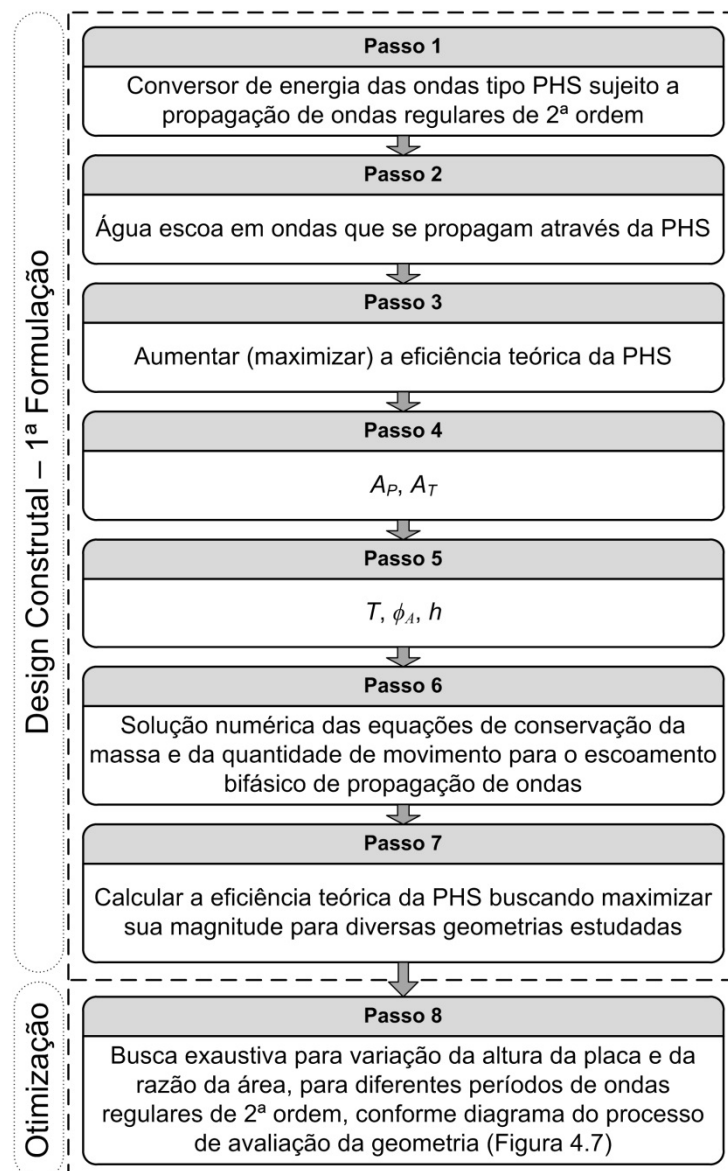 Design Construtal – 1ª Formulação
Passo 1
Conversor de energia das ondas tipo PHS sujeito a
propagação de ondas regulares de 2ª ordem
Passo 2
Água escoa em ondas que se propagam através da PHS
Passo 3
Aumentar (maximizar) a eficiência teórica da PHS
Passo 4
A_P, A_T
Passo 5
T, ϕ_A, h
Passo 6
Solução numérica das equações de conservação da
massa e da quantidade de movimento para o escoamento
bifásico de propagação de ondas
Passo 7
Calcular a eficiência teórica da PHS buscando maximizar
sua magnitude para diversas geometrias estudadas
Otimização
Passo 8
Busca exaustiva para variação da altura da placa e da
razão da área, para diferentes períodos de ondas
regulares de 2ª ordem, conforme diagrama do processo
de avaliação da geometria (Figura 4.7)